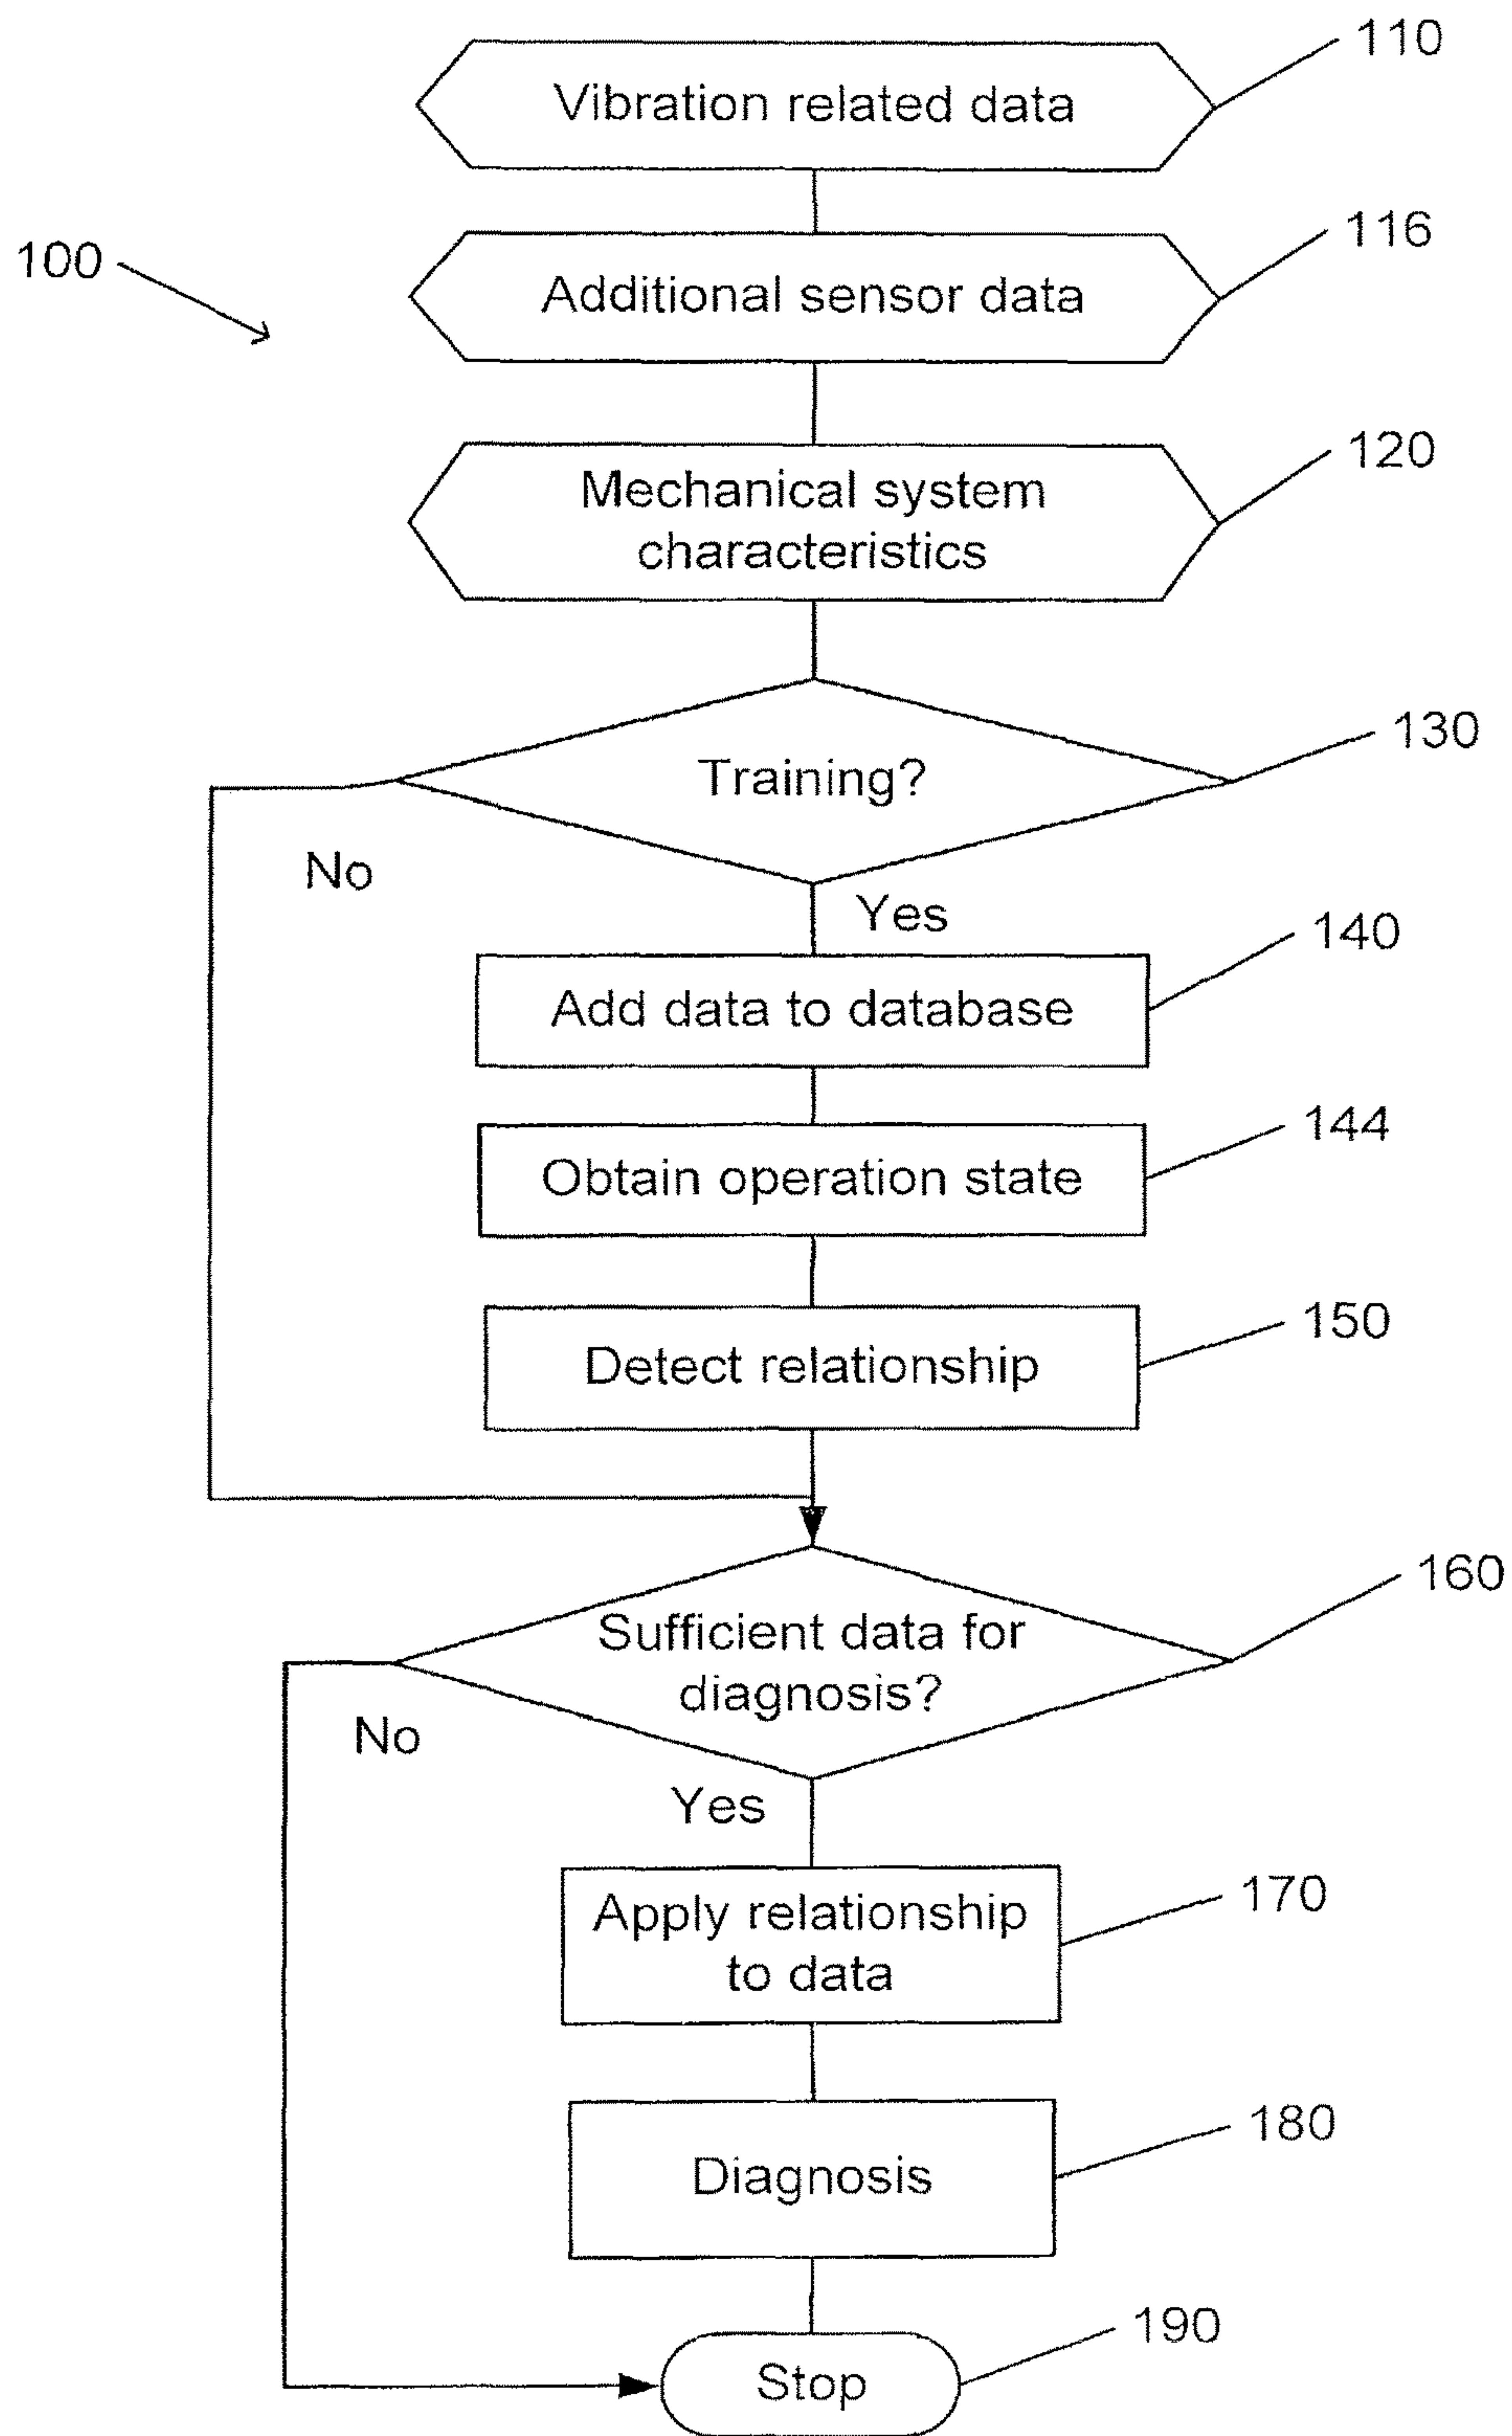 110
Vibration related data
116
100
Additional sensor data
120
Mechanical system
characteristics
130
Training?
No
Yes
140
Add data to database
144
Obtain operation state
150
Detect relationship
160
Sufficient data for
diagnosis?
No
Yes
170
Apply relationship
to data
180
Diagnosis
190
Stop